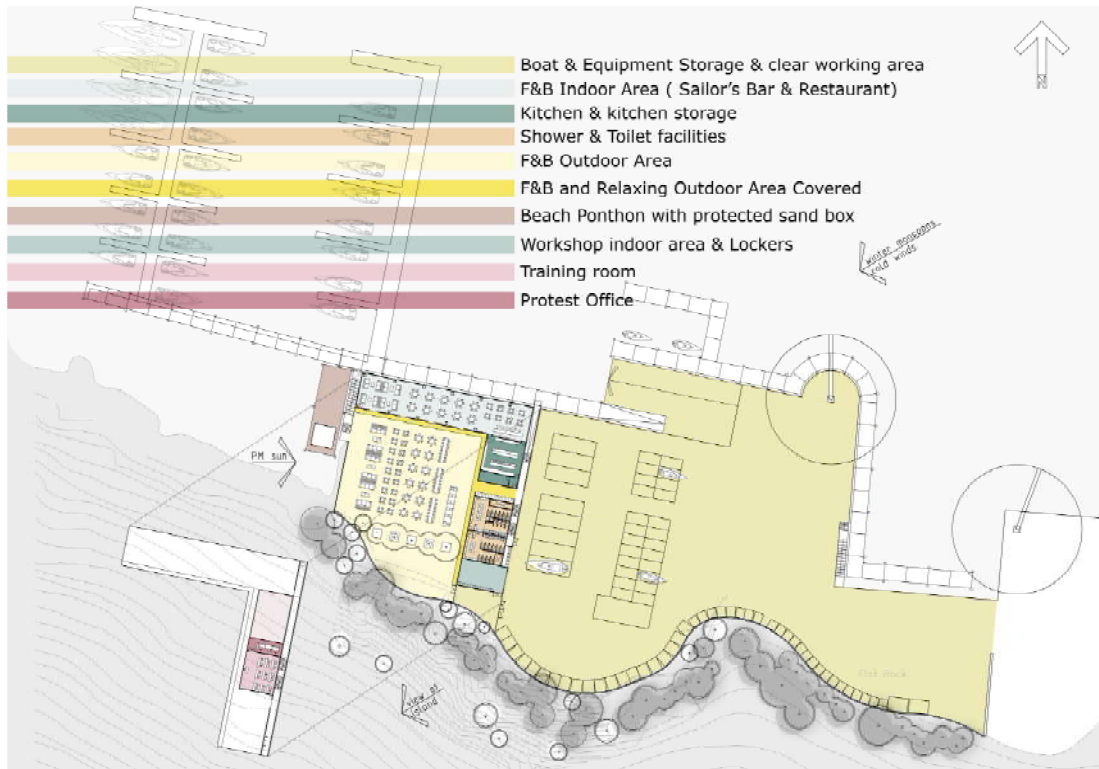 Boat & Equipment Storage & clear working area
F&B Indoor Area ( Sailor's Bar & Restaurant)
Kitchen & kitchen storage
Shower & Toilet facilities
F&B Outdoor Area
F&B and Relaxing Outdoor Area Covered
Beach Ponthon with protected sand box
Workshop indoor area & Lockers
Training room
Protest Office
winter monsoons
cold winds
PM sun
view of
island